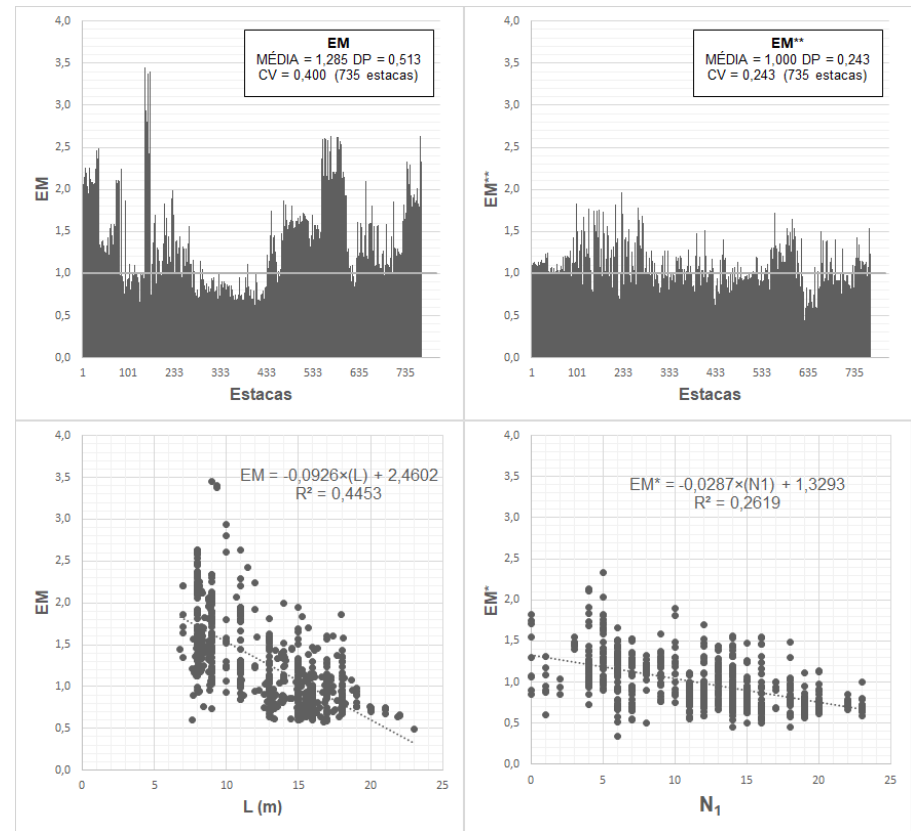 4,0
3,5
3,0
2,5
2,0
1,5
1,0
0,5
0,0
EM
EM
MÉDIA = 1,285 DP = 0,513
CV = 0,400 (735 estacas)
1 101 233 333 433 533 635 735
Estacas
4,0
3,5
3,0
2,5
2,0
1,5
1,0
0,5
0,0
EM**
EM**
MÉDIA = 1,000 DP = 0,243
CV = 0,243 (735 estacas)
1 101 233 333 433 533 635 735
Estacas
4,0
3,5
3,0
2,5
2,0
1,5
1,0
0,5
0,0
EM
EM = -0,0926×(L) + 2,4602
R² = 0,4453
0 5 10 15 20 25
L (m)
4,0
3,5
3,0
2,5
2,0
1,5
1,0
0,5
0,0
EM*
EM* = -0,0287×(N1) + 1,3293
R² = 0,2619
0 5 10 15 20 25
N₁